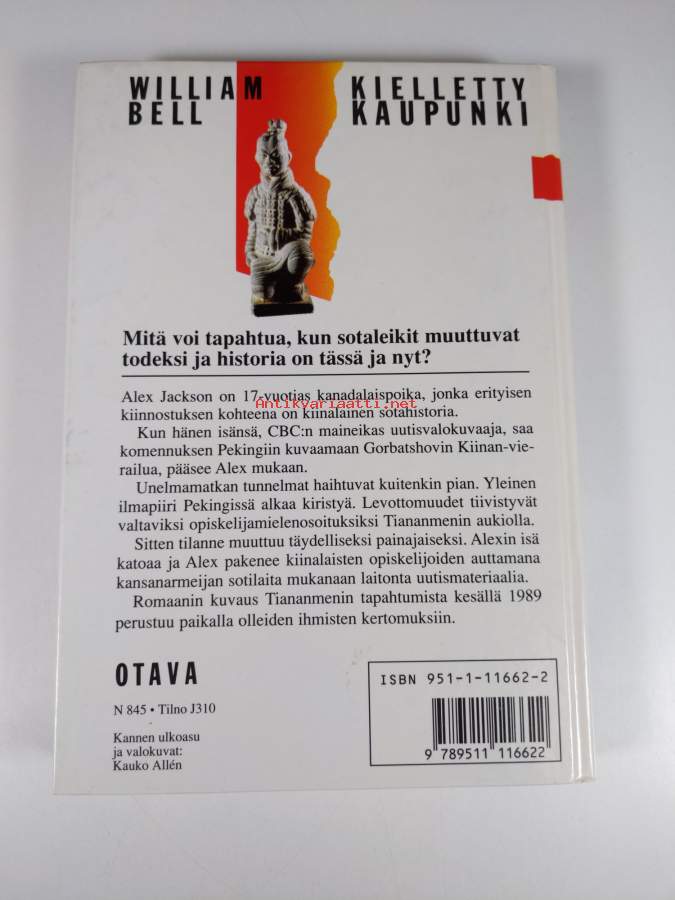 WILLIAM
BELL
KIELLETTY
KAUPUNKI
Mitä voi tapahtua, kun sotaleikit muuttuvat
todeksi ja historia on tässä ja nyt?
Alex Jackson on 17-vuotias kanadalaispoika, jonka erityisen
Antikvariaatti.net
kiinnostuksen kohteena on kiinalainen sotahistoria.
Kun hänen isänsä, CBC:n maineikas uutisvalokuvaaja, saa
komennuksen Pekingiin kuvaamaan Gorbatshovin Kiinan-vie-
railua, pääsee Alex mukaan.
Unelmamatkan tunnelmat haihtuvat kuitenkin pian. Yleinen
ilmapiiri Pekingissä alkaa kiristyä. Levottomuudet tiivistyvät
valtaviksi opiskelijamielenosoituksiksi Tiananmenin aukiolla.
Sitten tilanne muuttuu täydelliseksi painajaiseksi. Alexin isä
katoaa ja Alex pakenee kiinalaisten opiskelijoiden auttamana
kansanarmeijan sotilaita mukanaan laitonta uutismateriaalia.
Romaanin kuvaus Tiananmenin tapahtumista kesällä 1989
perustuu paikalla olleiden ihmisten kertomuksiin.
OTAVA
N 845 • Tilno J310
Kannen ulkoasu
ja valokuvat:
Kauko Allén
ISBN 951-1-11662-2
9 789511 116622